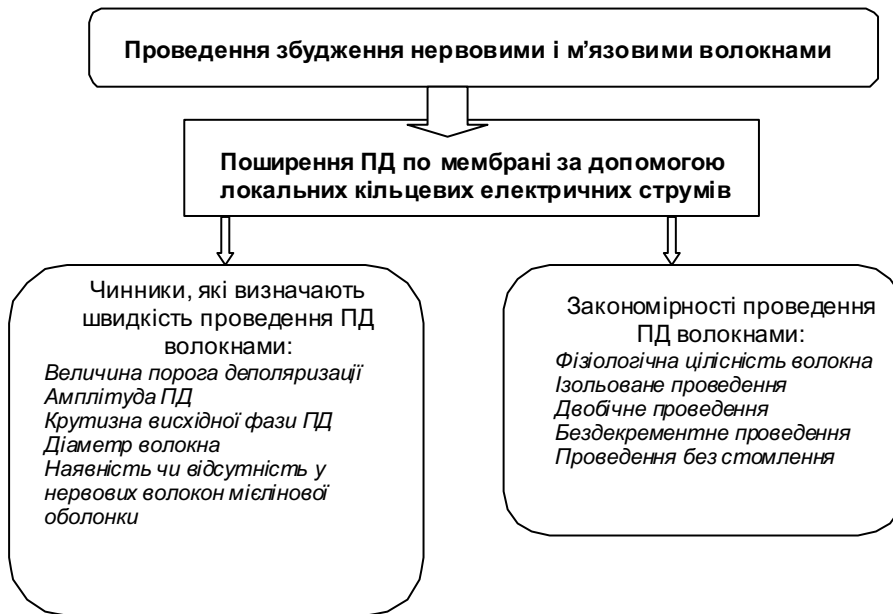 Проведення збудження нервовими і м'язовими волокнами
Поширення ПД по мембрані за допомогою
локальних кільцевих електричних струмів
Чинники, які визначають
швидкість проведення ПД
волокнами:
Величина порога деполяризації
Амплітуда ПД
Крутизна висхідної фази ПД
Діаметр волокна
Наявність чи відсутність у
нервових волокон мієлінової
оболонки
Закономірності проведення
ПД волокнами:
Фізіологічна цілісність волокна
Ізольоване проведення
Двобічне проведення
Бездекрементне проведення
Проведення без стомлення